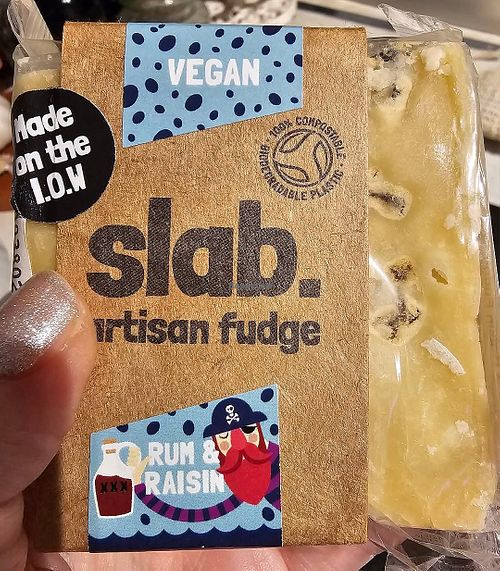 VEGAN
Made
on the
I.O.W
100% COMPOSTABLE
BIODEGRADABLE PLASTIC
slab.
artisan fudge
RUM &
RAISIN
XXX